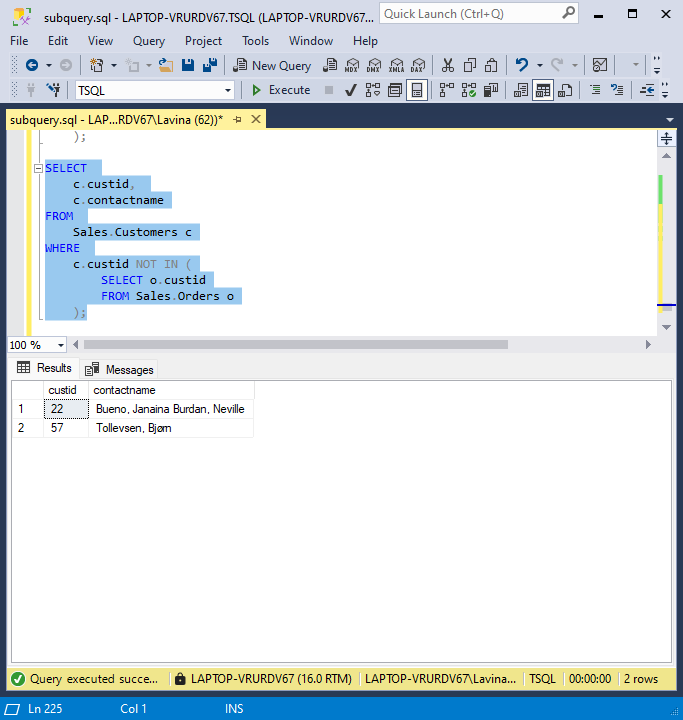 subquery.sql - LAPTOP-VRURDV67.TSQL (LAPTOP-VRURDV67...
Quick Launch (Ctrl+Q)
File Edit View Query Project Tools Window Help
New Query
MDX DMX XMLA DAX
TSQL
Execute
subquery.sql - LAP...RDV67\Lavina (62))*
);
SELECT
c.custid,
c.contactname
FROM
Sales.Customers c
WHERE
c.custid NOT IN (
SELECT o.custid
FROM Sales.Orders o
);
100 %
Results Messages
custid contactname
1 22 Bueno, Janaina Burdan, Neville
2 57 Tollevsen, Bjørn
Query executed succe... LAPTOP-VRURDV67 (16.0 RTM) LAPTOP-VRURDV67\Lavina... TSQL 00:00:00 2 rows
Ln 225 Col 1 INS